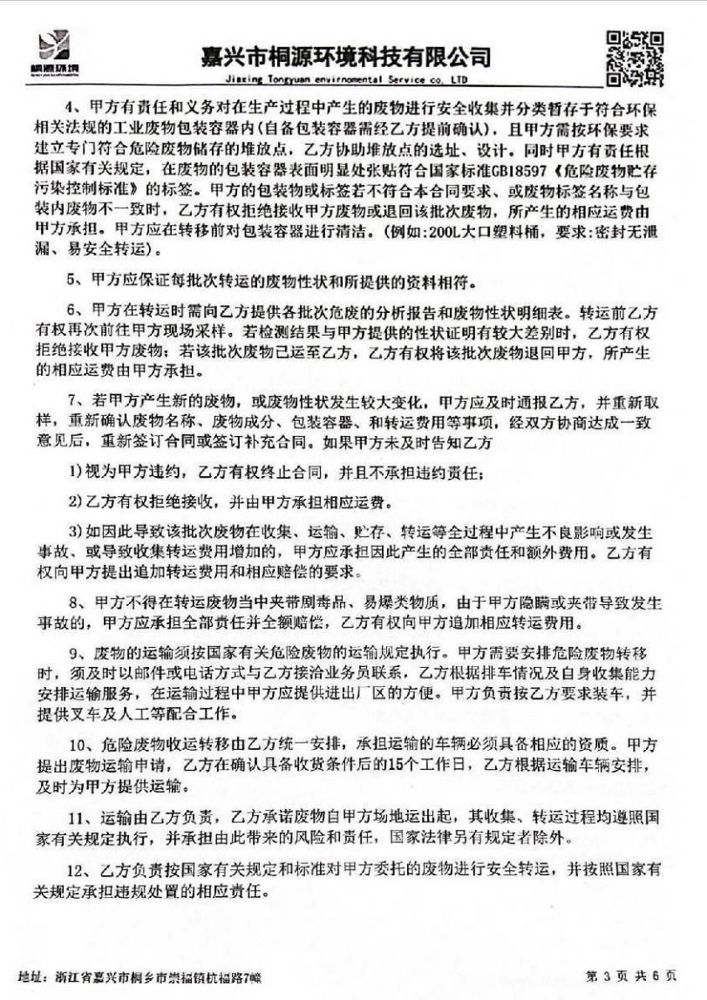 桐源环境
嘉兴市桐源环境科技有限公司
Jiaxing Tongyuan envirnomental Service co. LTD
4、甲方有责任和义务对在生产过程中产生的废物进行安全收集并分类暂存于符合环保
相关法规的工业废物包装容器内(自备包装容器需经乙方提前确认)，且甲方需按环保要求
建立专门符合危险废物储存的堆放点，乙方协助堆放点的选址、设计。同时甲方有责任根
据国家有关规定，在废物的包装容器表面明显处张贴符合国家标准GB18597《危险废物贮存
污染控制标准》的标签。甲方的包装物或标签若不符合本合同要求、或废物标签名称与包
装内废物不一致时，乙方有权拒绝接收甲方废物或退回该批次废物，所产生的相应运费由
甲方承担。甲方应在转移前对包装容器进行清洁。(例如:200L大口塑料桶，要求:密封无泄
漏、易安全转运)。
5、甲方应保证每批次转运的废物性状和所提供的资料相符。
6、甲方在转运时需向乙方提供各批次危废的分析报告和废物性状明细表。转运前乙方
有权再次前往甲方现场采样。若检测结果与甲方提供的性状证明有较大差别时，乙方有权
拒绝接收甲方废物；若该批次废物已运至乙方，乙方有权将该批次废物退回甲方，所产生
的相应运费由甲方承担。
7、若甲方产生新的废物，或废物性状发生较大变化，甲方应及时通报乙方，并重新取
样，重新确认废物名称、废物成分、包装容器、和转运费用等事项，经双方协商达成一致
意见后，重新签订合同或签订补充合同。如果甲方未及时告知乙方
1)视为甲方违约，乙方有权终止合同，并且不承担违约责任；
2)乙方有权拒绝接收，并由甲方承担相应运费。
3)如因此导致该批次废物在收集、运输、贮存、转运等全过程中产生不良影响或发生
事故、或导致收集转运费用增加的，甲方应承担因此产生的全部责任和额外费用。乙方有
权向甲方提出追加转运费用和相应赔偿的要求。
8、甲方不得在转运废物当中夹带剧毒品、易爆类物质，由于甲方隐瞒或夹带导致发生
事故的，甲方应承担全部责任并全额赔偿，乙方有权向甲方追加相应转运费用。
9、废物的运输须按国家有关危险废物的运输规定执行。甲方需要安排危险废物转移
时，须及时以邮件或电话方式与乙方接洽业务员联系，乙方根据排车情况及自身收集能力
安排运输服务，在运输过程中甲方应提供进出厂区的方便。甲方负责按乙方要求装车，并
提供叉车及人工等配合工作。
10、危险废物收运转移由乙方统一安排，承担运输的车辆必须具备相应的资质。甲方
提出废物运输申请，乙方在确认具备收货条件后的15个工作日，乙方根据运输车辆安排，
及时为甲方提供运输。
11、运输由乙方负责，乙方承诺废物自甲方场地运出起，其收集、转运过程均遵照国
家有关规定执行，并承担由此带来的风险和责任，国家法律另有规定者除外。
12、乙方负责按国家有关规定和标准对甲方委托的废物进行安全转运，并按照国家有
关规定承担违规处置的相应责任。
地址：浙江省嘉兴市桐乡市崇福镇杭福路7幢
第 3 页 共 6 页